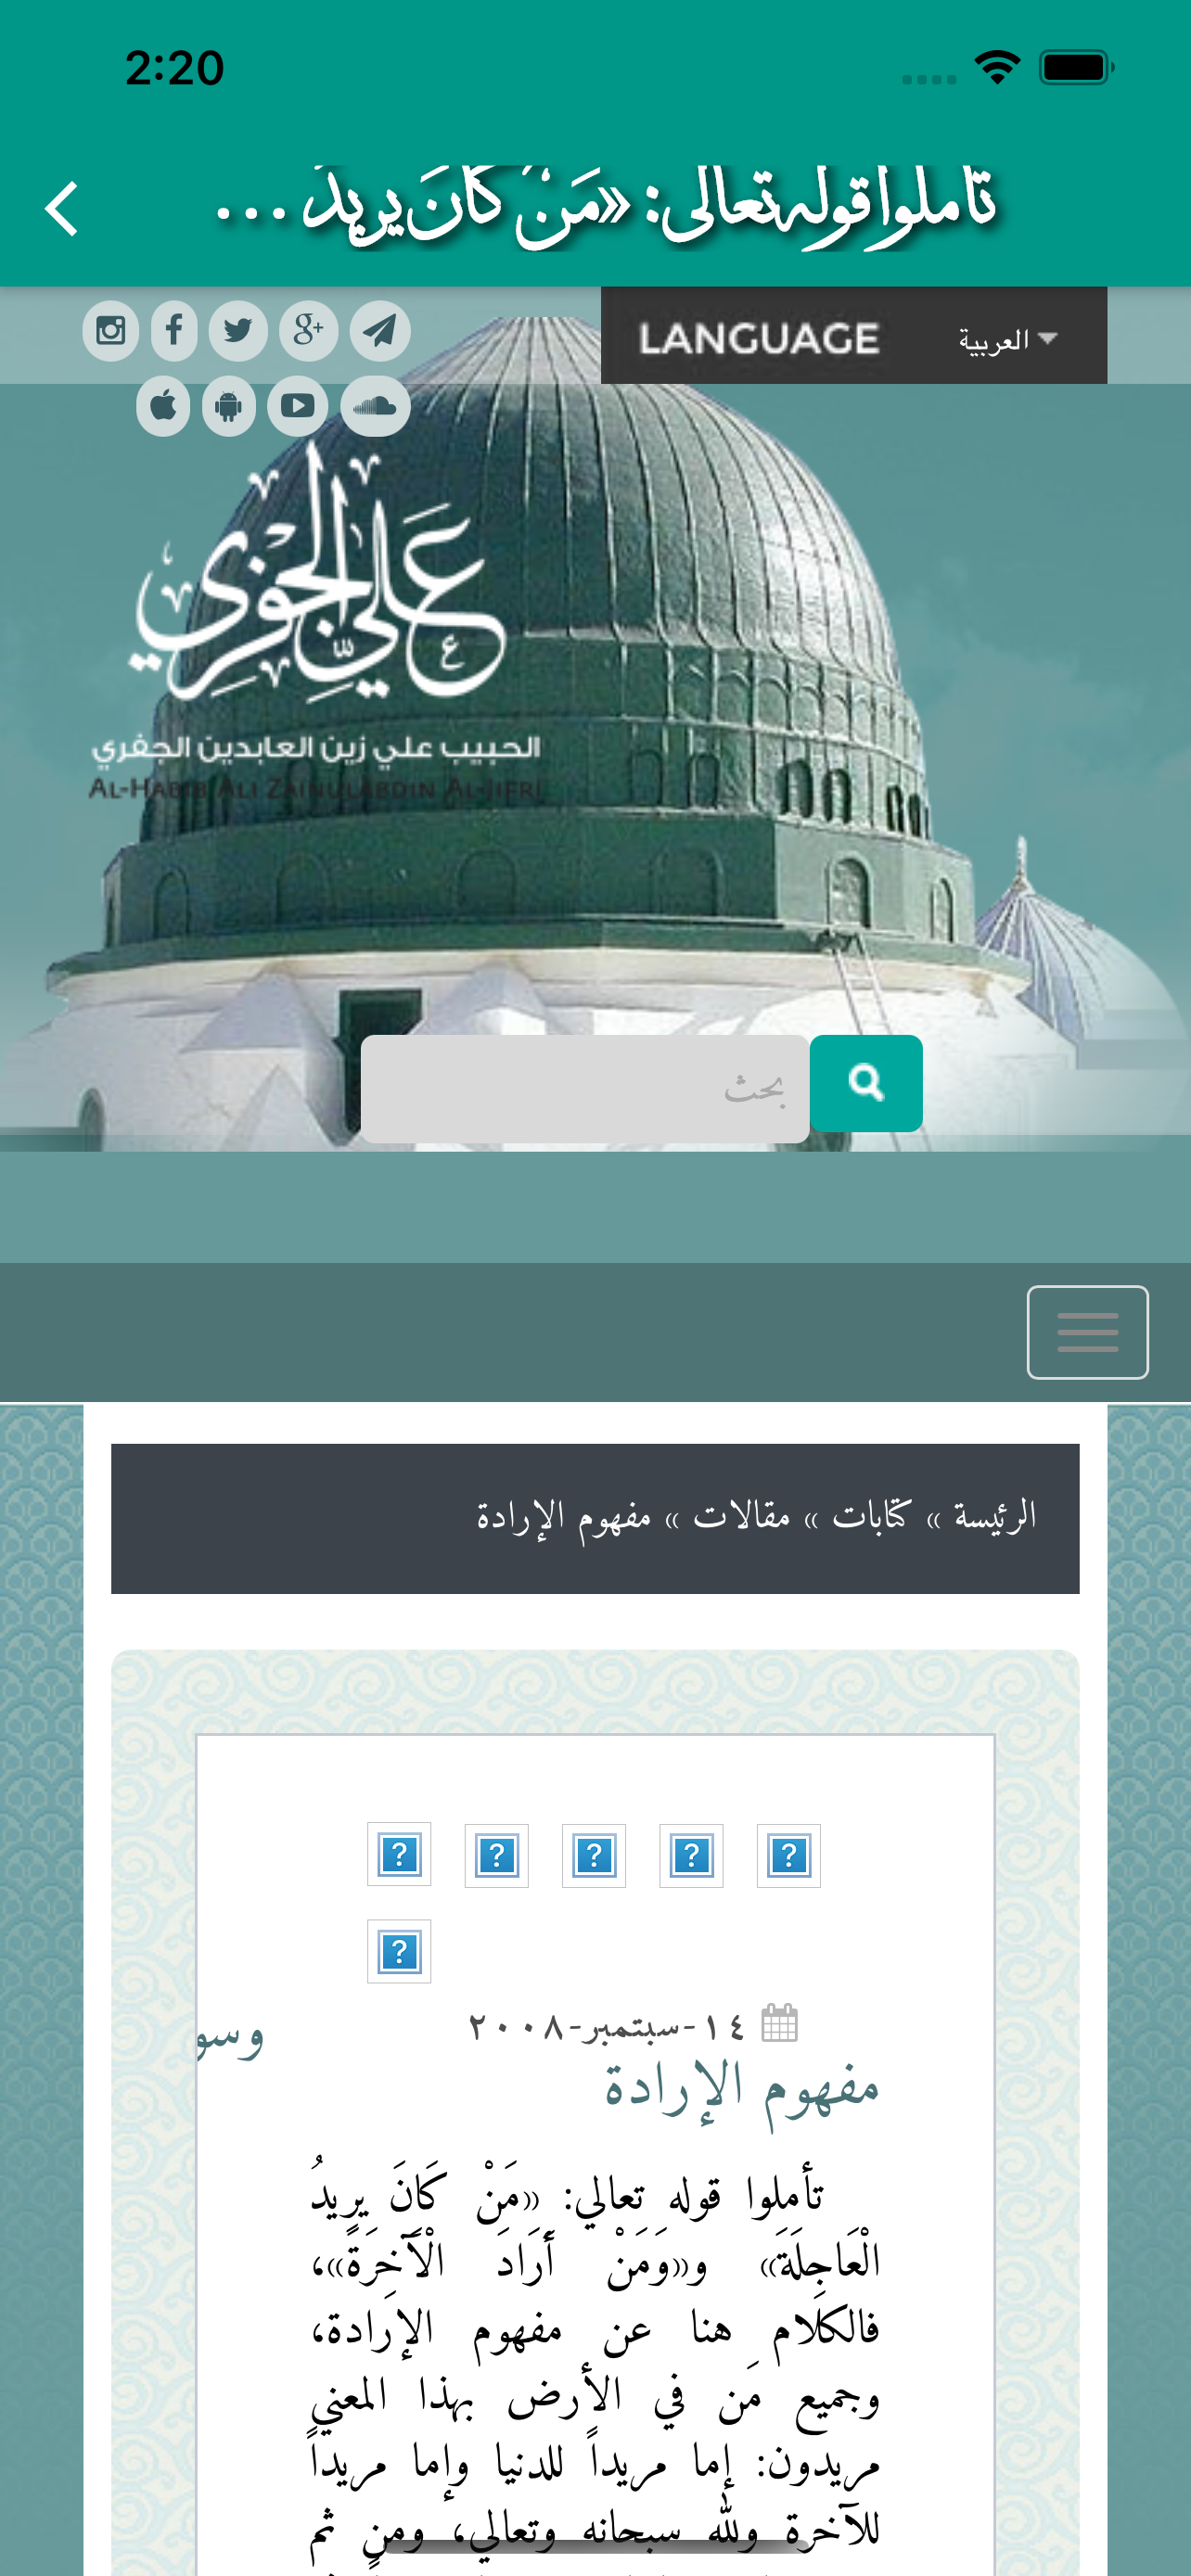 2:20
تأملوا قوله تعالى: «مَنْ كَانَ يريدُ ...
LANGUAGE
العربية
علي الجفري
الحبيب علي زين العابدين الجفري
AL-HABIB ALI ZAINULABDIN AL-JIFRI
بحث
الرئيسة » كتابات » مقالات » مفهوم الإرادة
١٤-سبتمبر-٢٠٠٨
وسو
مفهوم الإرادة
تأملوا قوله تعالي: «مَنْ كَانَ يرِيدُ
الْعَاجِلَةَ» و«وَمَنْ أَرَادَ الْآَخِرَةَ»،
فالكلام هنا عن مفهوم الإرادة،
وجميع مَن في الأرض بهذا المعني
مريدون: إما مريداً للدنيا وإما مريداً
للآخرة ولله سبحانه وتعالي، ومن ثم